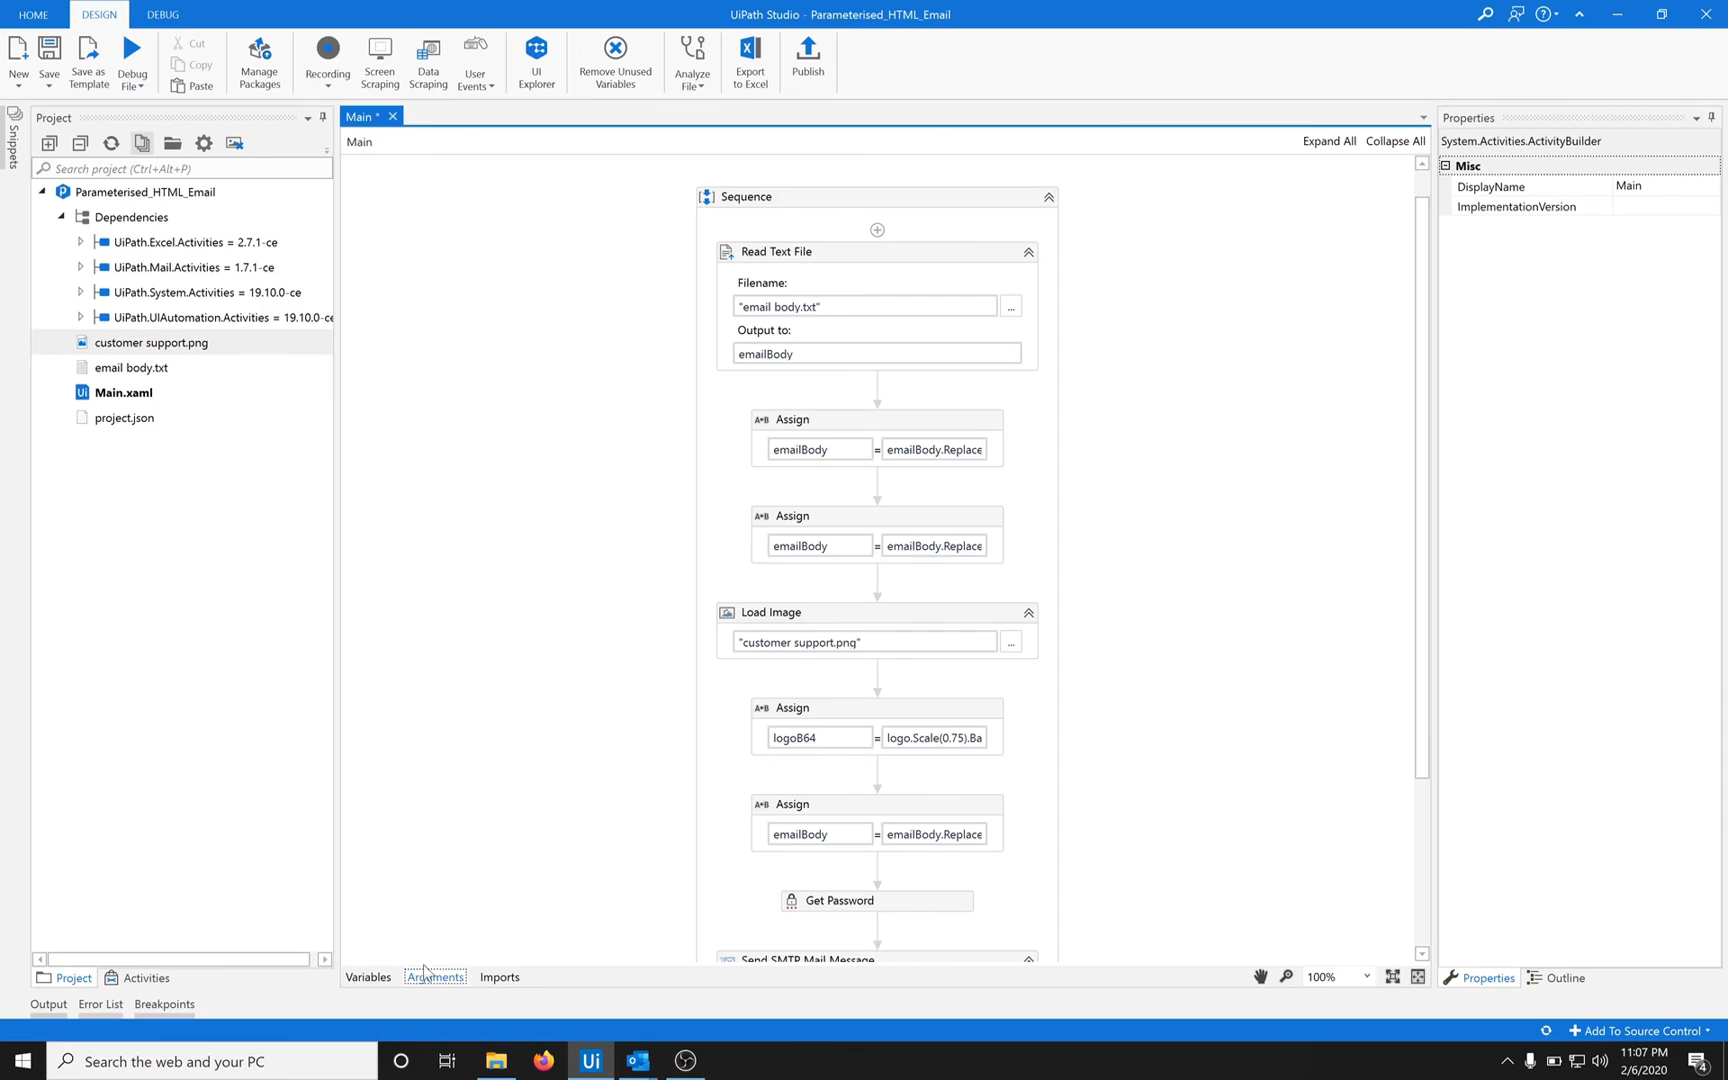 HOME DESIGN DEBUG UiPath Studio - Parameterised_HTML_Email
New Save Save as Template Debug File Cut Copy Paste Manage Packages Recording Screen Scraping Data Scraping User Events UI Explorer Remove Unused Variables Analyze File Export to Excel Publish
Snippets
Project
Search project (Ctrl+Alt+P)
Parameterised_HTML_Email
Dependencies
UiPath.Excel.Activities = 2.7.1-ce
UiPath.Mail.Activities = 1.7.1-ce
UiPath.System.Activities = 19.10.0-ce
UiPath.UIAutomation.Activities = 19.10.0-ce
customer support.png
email body.txt
Main.xaml
project.json
Project Activities
Main *
Main Expand All Collapse All
Sequence
Read Text File
Filename:
"email body.txt" ...
Output to:
emailBody
A+B Assign
emailBody = emailBody.Replace
A+B Assign
emailBody = emailBody.Replace
Load Image
"customer support.png" ...
A+B Assign
logoB64 = logo.Scale(0.75).Ba
A+B Assign
emailBody = emailBody.Replace
Get Password
Send SMTP Mail Message
Variables Arguments Imports 100%
Properties
System.Activities.ActivityBuilder
Misc
DisplayName Main
ImplementationVersion
Properties Outline
Output Error List Breakpoints
Add To Source Control
Search the web and your PC
Ui
11:07 PM
2/6/2020
4